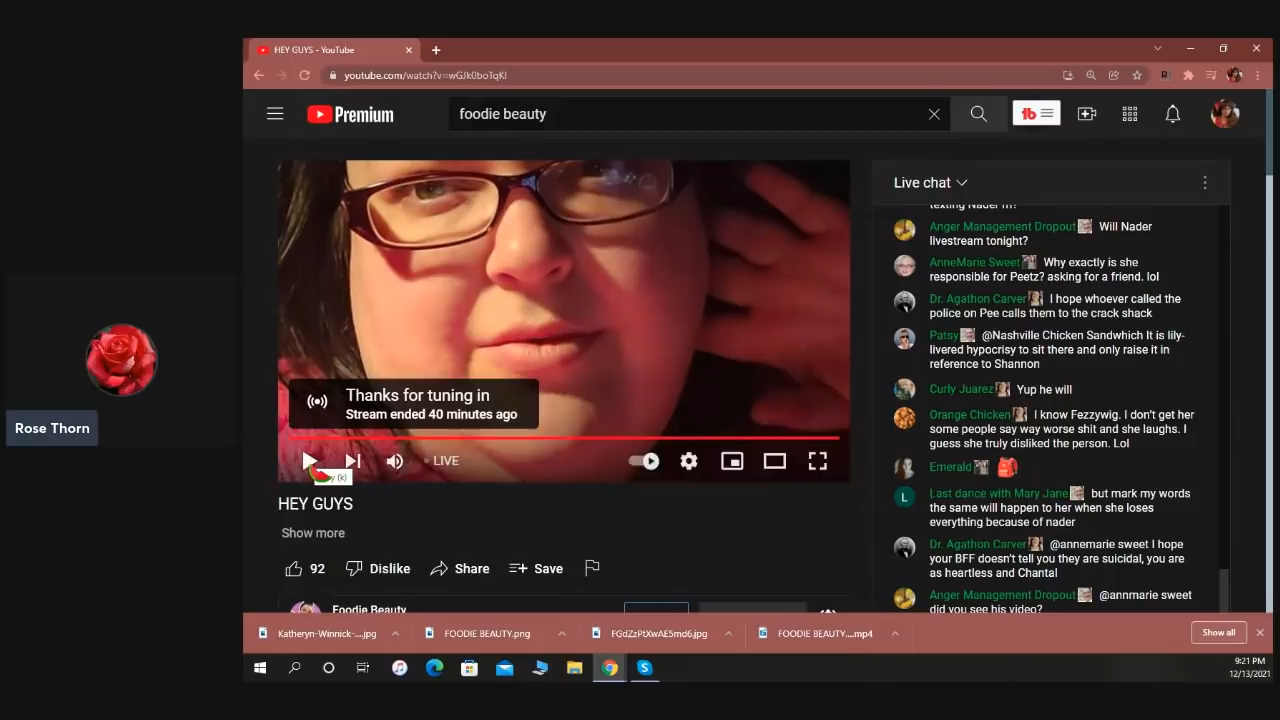 HEY GUYS - YouTube
youtube.com/watch?v=wGJk0boTqKI
Premium
foodie beauty
Live chat
texting Nader rn?
Anger Management Dropout Will Nader
livestream tonight?
AnneMarie Sweet Why exactly is she
responsible for Peetz? asking for a friend. lol
Dr. Agathon Carver I hope whoever called the
police on Pee calls them to the crack shack
Patsy @Nashville Chicken Sandwhich It is lily-
livered hypocrisy to sit there and only raise it in
reference to Shannon
Curly Juarez Yup he will
Orange Chicken I know Fezzywig. I don't get her
some people say way worse shit and she laughs. I
guess she truly disliked the person. Lol
Emerald
L
Last dance with Mary Jane but mark my words
the same will happen to her when she loses
everything because of nader
Dr. Agathon Carver @annemarie sweet I hope
your BFF doesn't tell you they are suicidal, you are
as heartless and Chantal
Anger Management Dropout @annmarie sweet
did you see his video?
Rose Thorn
Thanks for tuning in
Stream ended 40 minutes ago
LIVE
(k)
HEY GUYS
Show more
92
Dislike
Share
Save
Foodie Beauty
Katheryn-Winnick-....jpg
FOODIE BEAUTY.png
FGdZzPtXwAE5md6.jpg
FOODIE BEAUTY....mp4
Show all
9:21 PM
12/13/2021